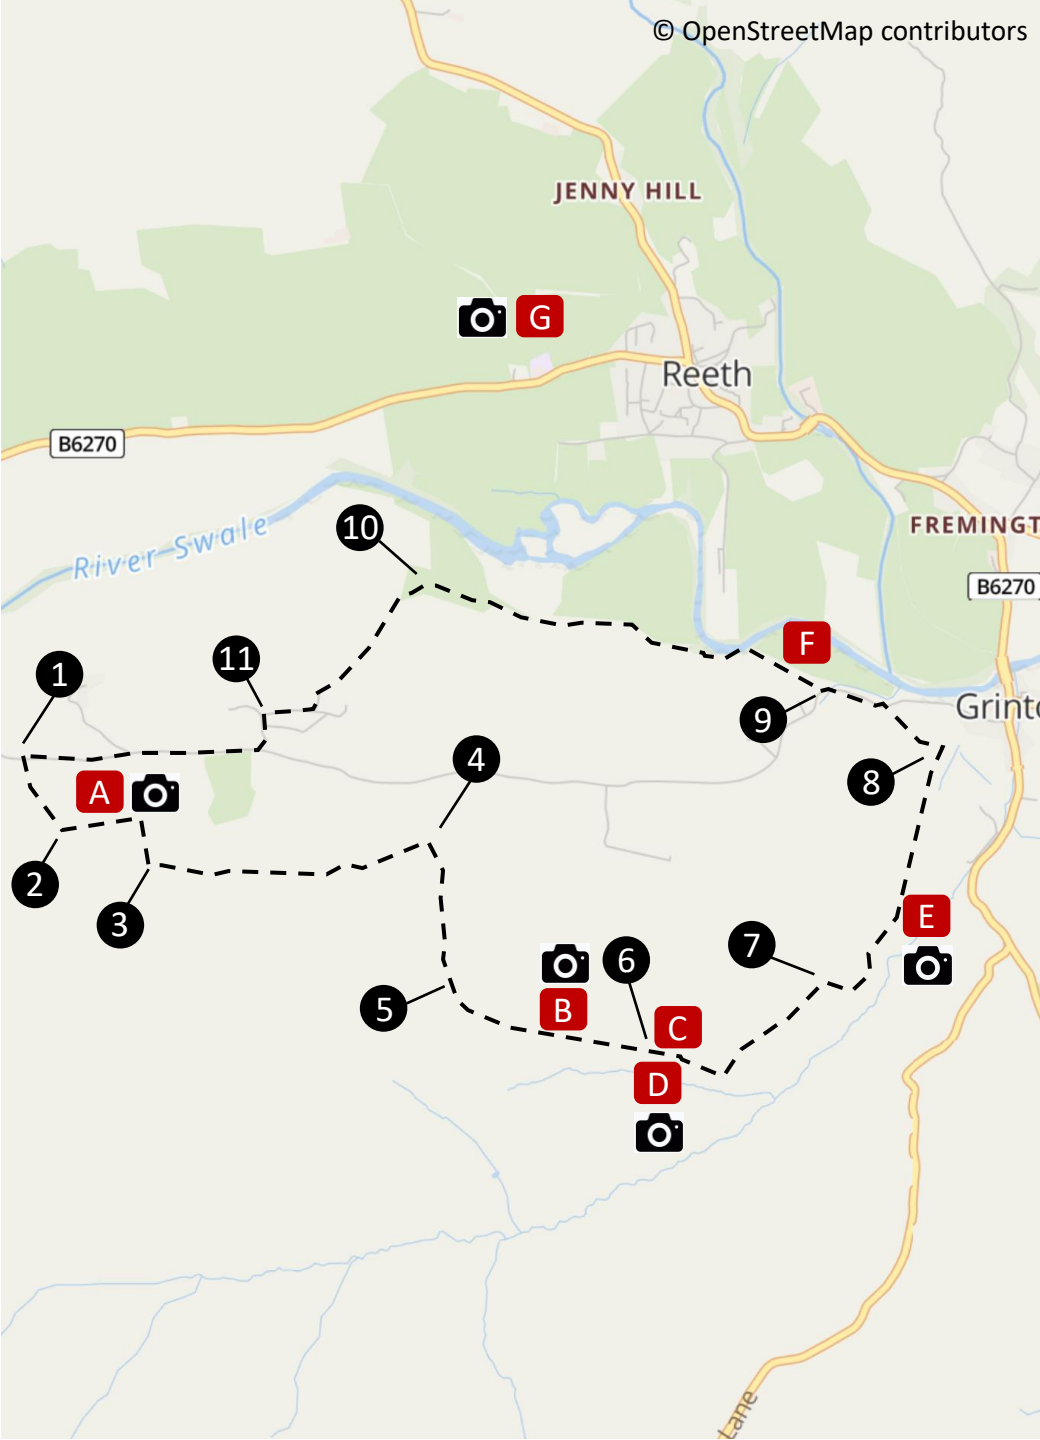 © OpenStreetMap contributors
JENNY HILL
G
Reeth
B6270
River Swale
10
FREMINGT
B6270
1
11
F
9
Grinto
4
8
A
2
3
E
7
6
5
B
C
D
Lane